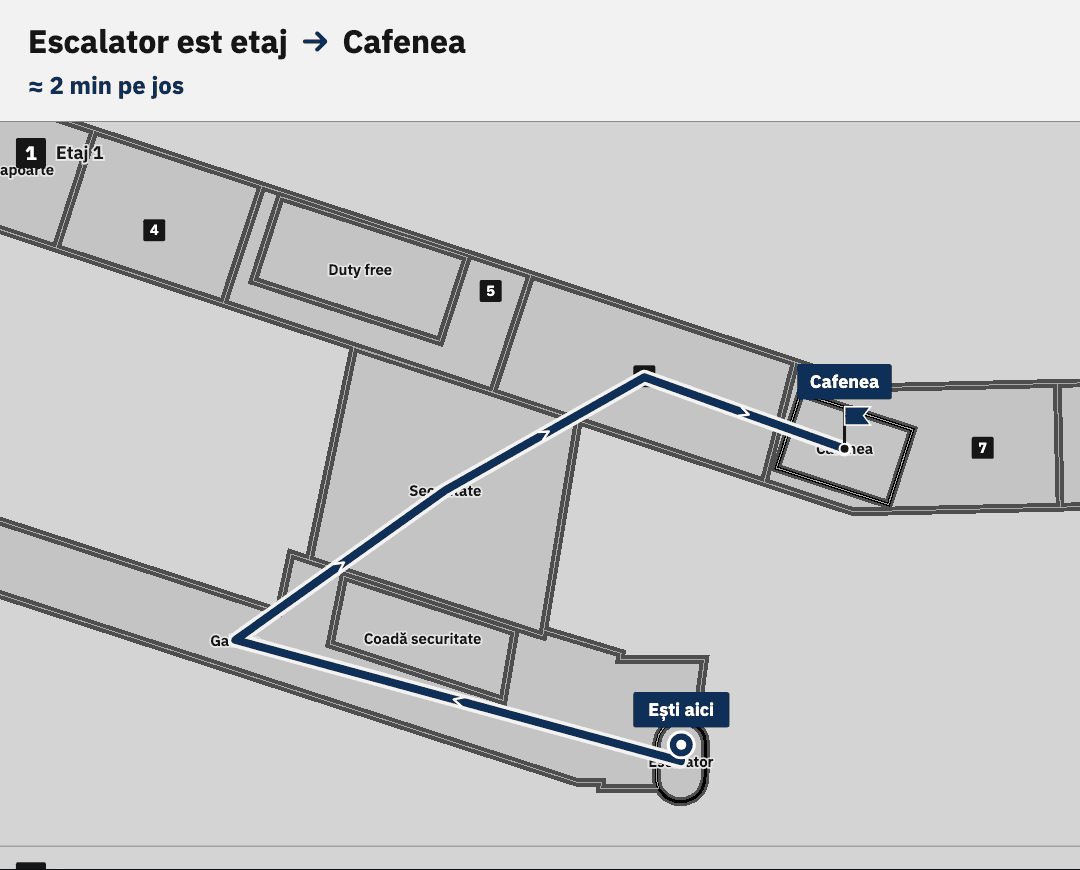 Escalator est etaj → Cafenea
≈ 2 min pe jos
1 Etaj 1
4
Duty free
5
Cafenea
7
Coadă securitate
Ești aici